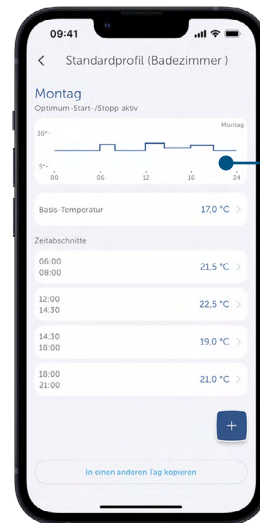 09:41
Standardprofil (Badezimmer )
Montag
Optimum-Start-/Stopp aktiv
Montag
30°-
5°-
00 06 12 16 24
Basis-Temperatur 17,0 °C
Zeitabschnitte
06:00
08:00
21,5 °C
12:00
14:30
22,5 °C
14:30
18:00
19,0 °C
18:00
21:00
21,0 °C
+
In einen anderen Tag kopieren